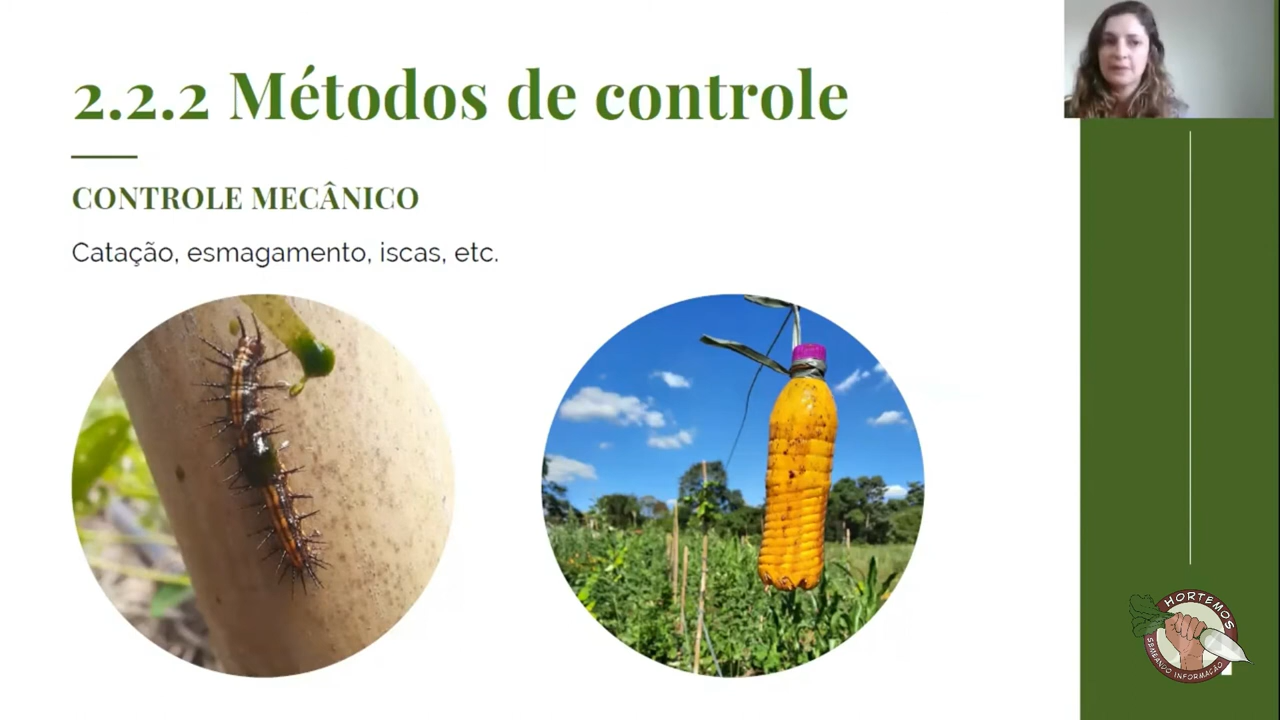 2.2.2 Métodos de controle
CONTROLE MECÂNICO
Catação, esmagamento, iscas, etc.
HORTEMOS
SEMEANDO INFORMAÇÃO